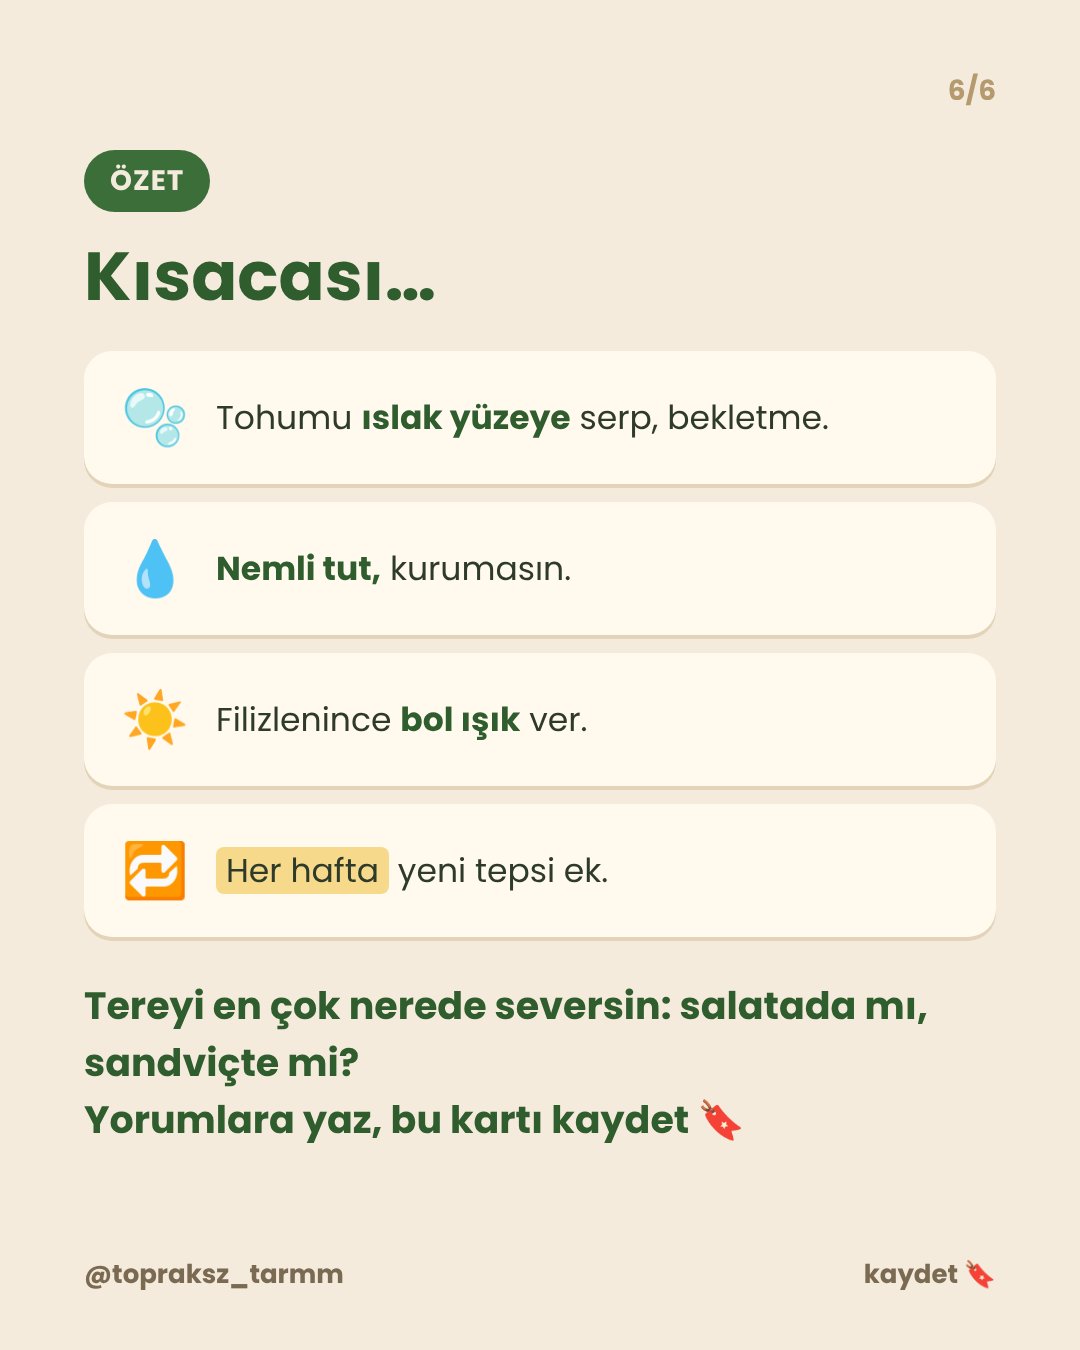 6/6
ÖZET
Kısacası...
Tohumu ıslak yüzeye serp, bekletme.
Nemli tut, kurumasın.
Filizlenince bol ışık ver.
Her hafta yeni tepsi ek.
Tereyi en çok nerede seversin: salatada mı,
sandviçte mi?
Yorumlara yaz, bu kartı kaydet 🔖
@topraksz_tarmm
kaydet 🔖